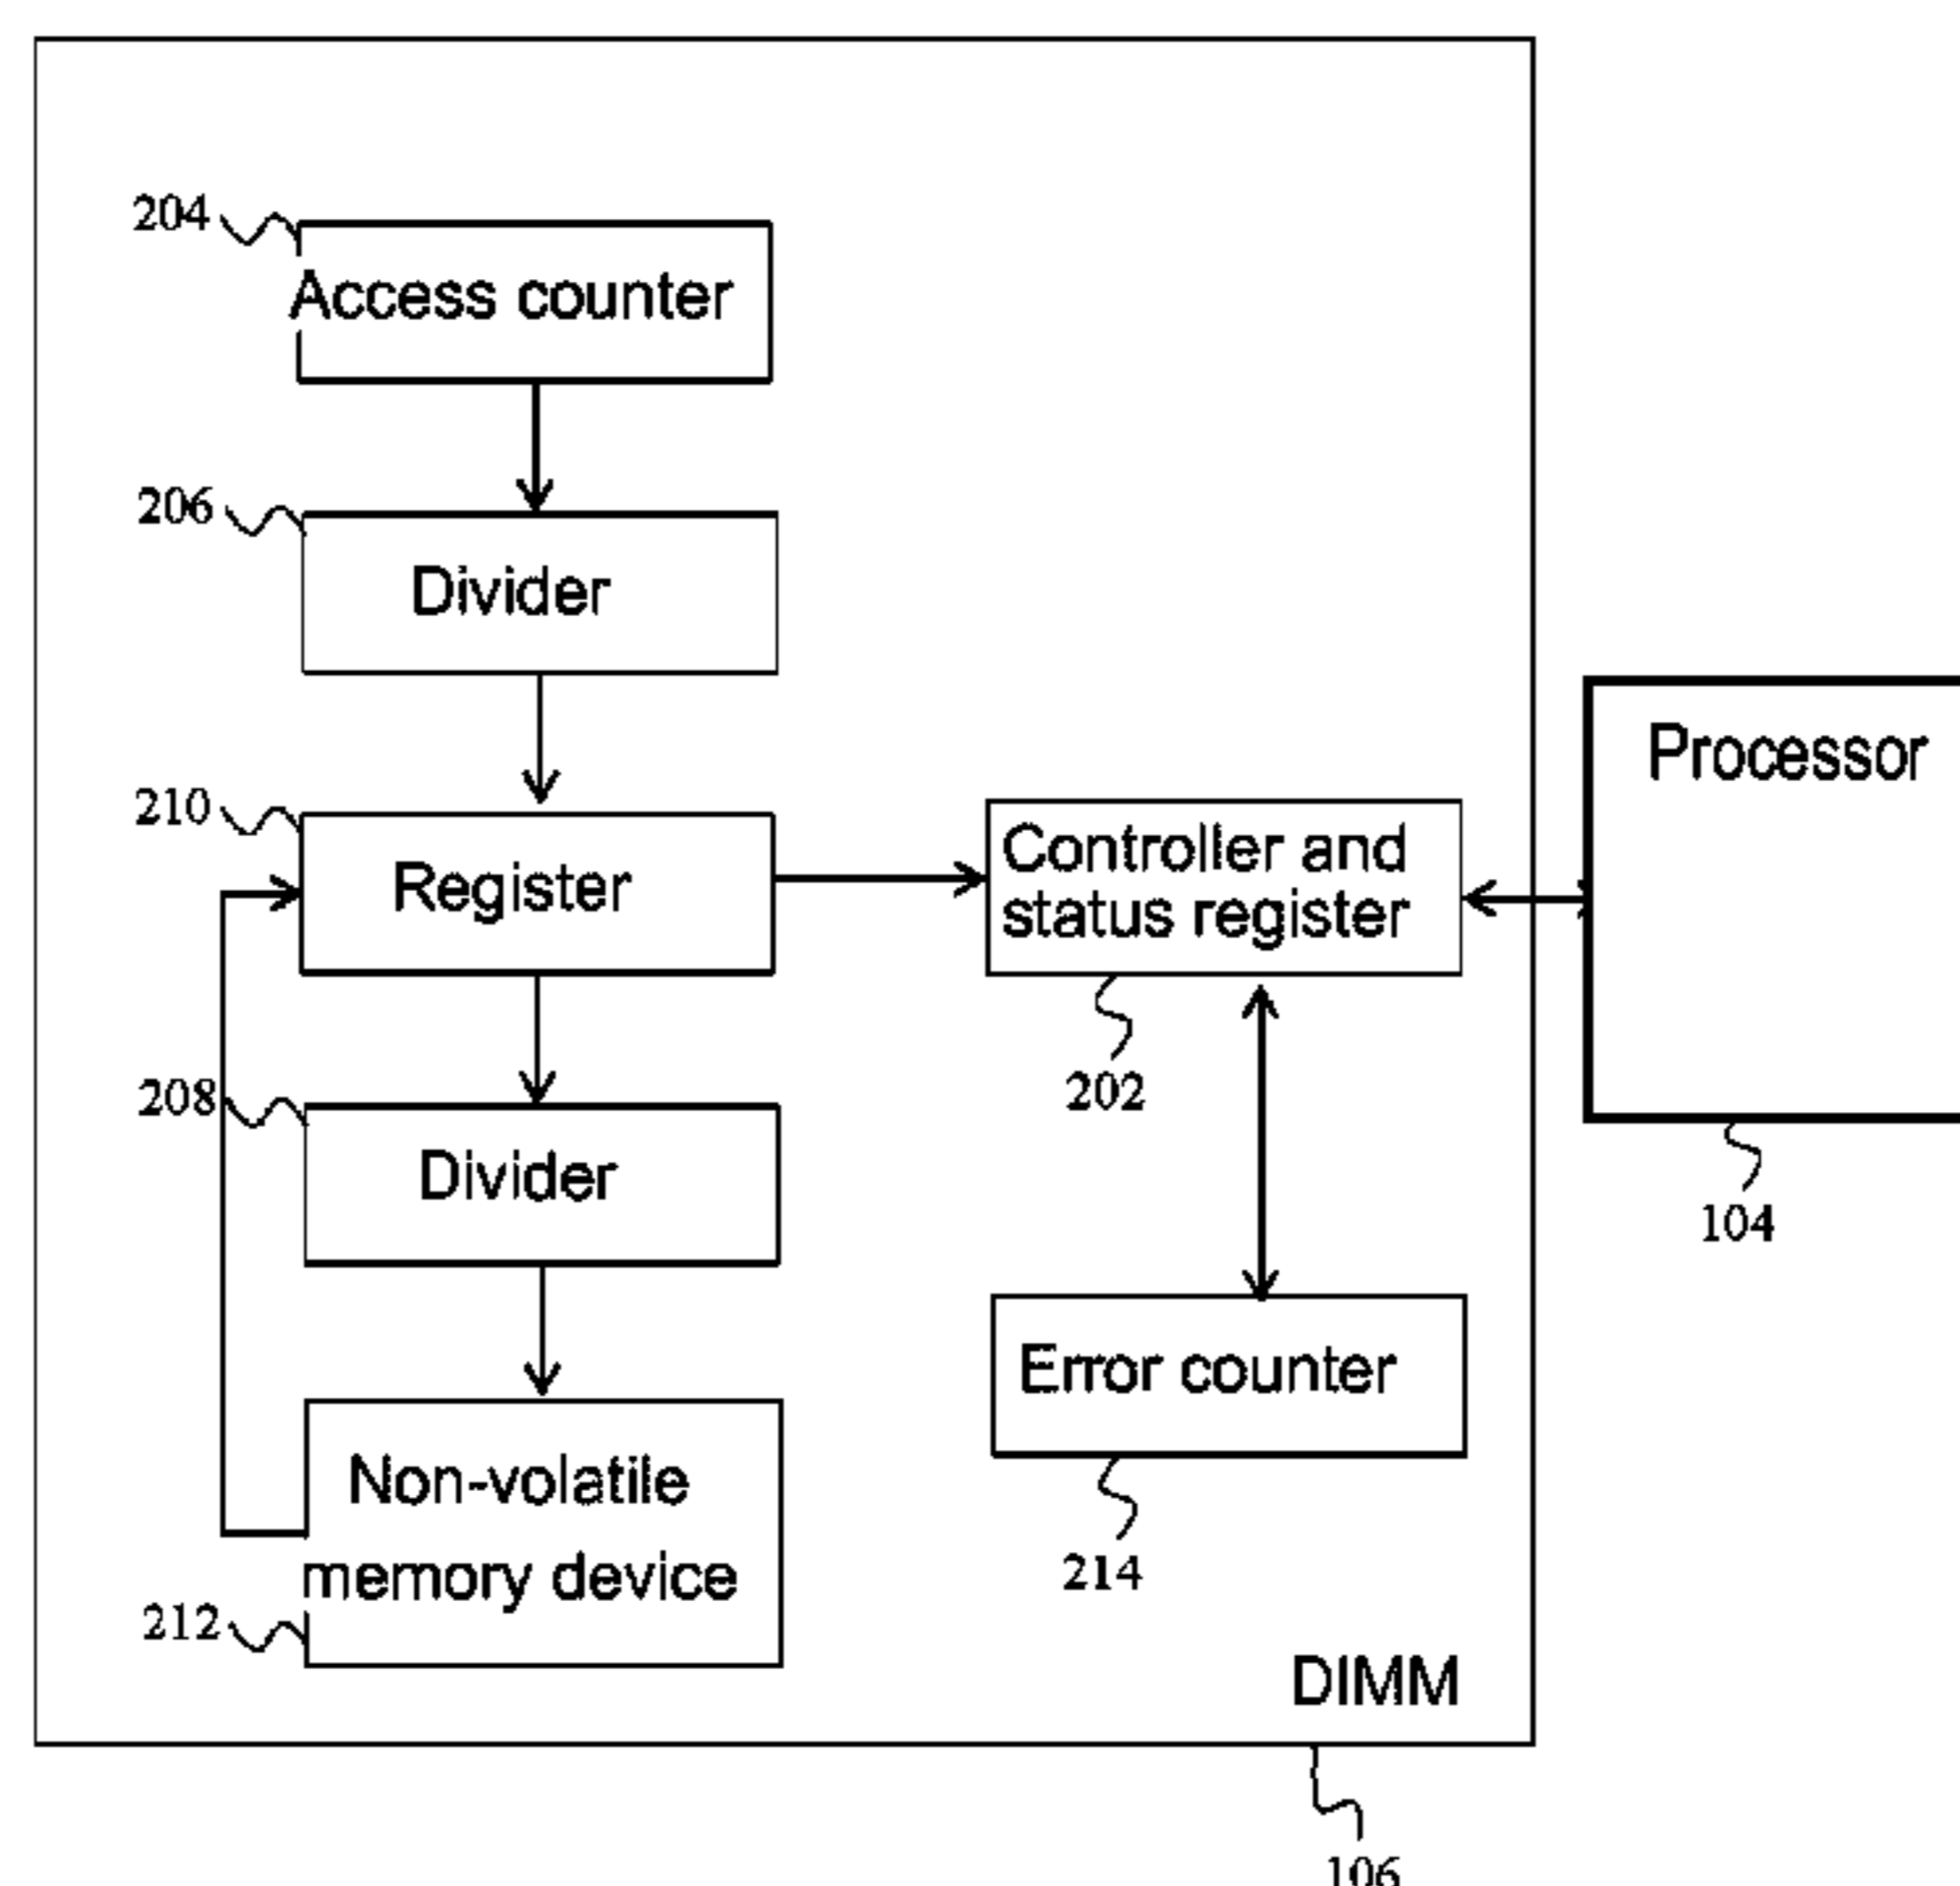 204
Access counter
206
Divider
210
Register
Controller and
status register
Processor
208
Divider
202
104
Error counter
Non-volatile
memory device
214
212
DIMM
106